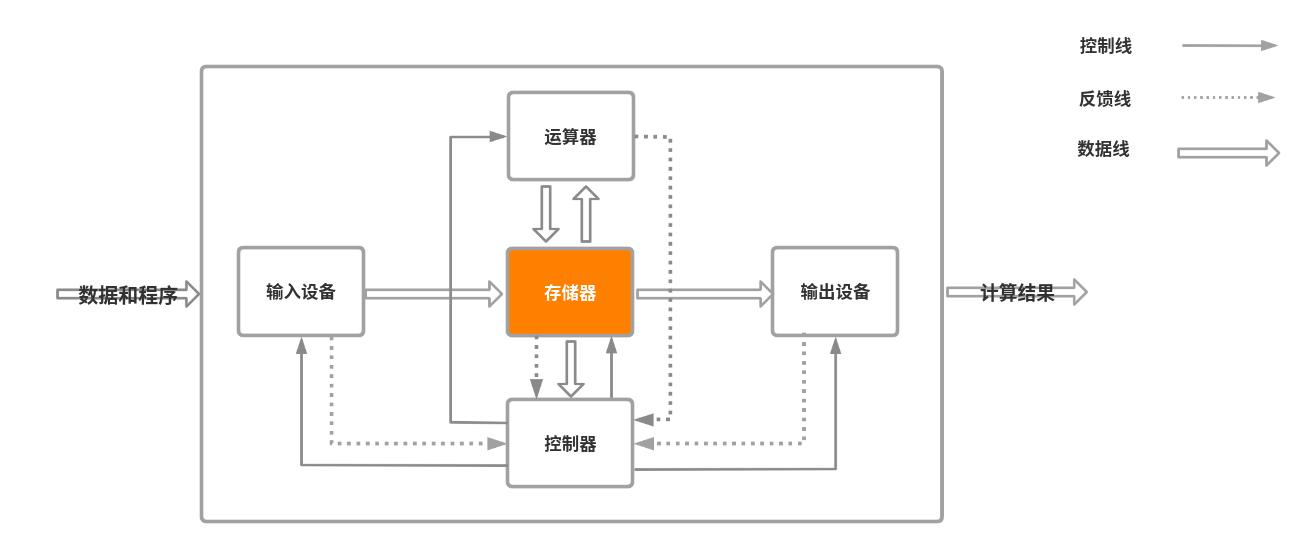 控制线
反馈线
数据线
运算器
数据和程序
输入设备
存储器
输出设备
计算结果
控制器